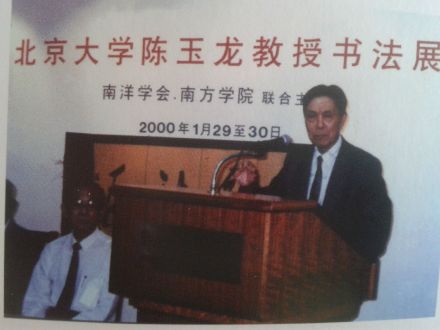 北京大学陈玉龙教授书法展
南洋学会.南方学院 联合主
2000年1月29至30日